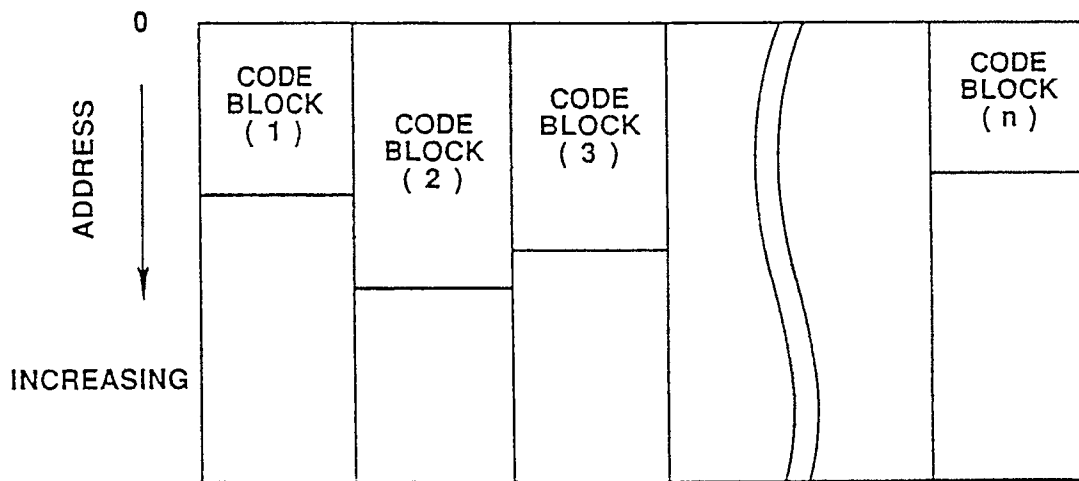 0
ADDRESS
INCREASING
CODE
BLOCK
( 1 )
CODE
BLOCK
( 2 )
CODE
BLOCK
( 3 )
CODE
BLOCK
( n )